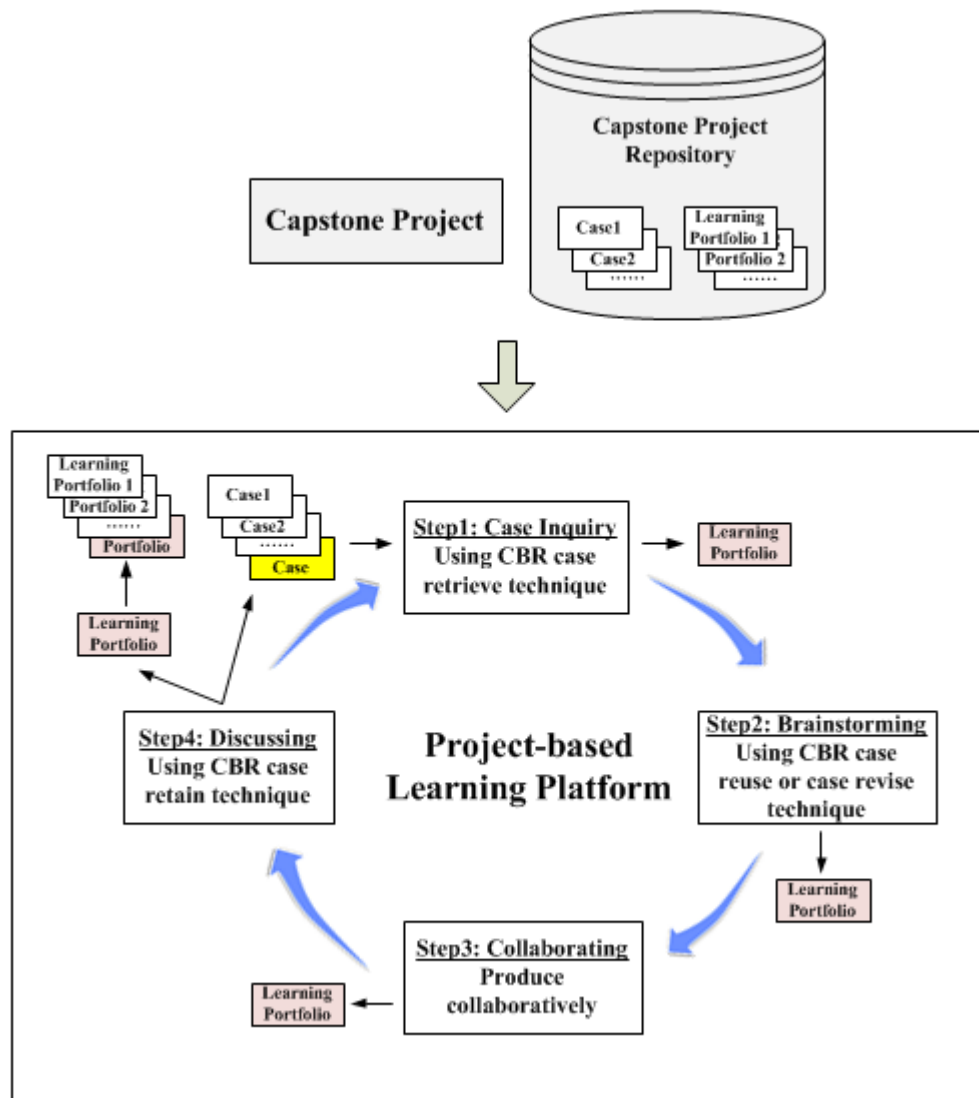 Capstone Project
Repository
Capstone Project
Case1
Case2
......
Learning
Portfolio 1
Portfolio 2
......
Learning
Portfolio 1
Portfolio 2
......
Portfolio
Case1
Case2
......
Case
Step1: Case Inquiry
Using CBR case
retrieve technique
Learning
Portfolio
Learning
Portfolio
Step4: Discussing
Using CBR case
retain technique
Project-based
Learning Platform
Step2: Brainstorming
Using CBR case
reuse or case revise
technique
Learning
Portfolio
Step3: Collaborating
Produce
collaboratively
Learning
Portfolio